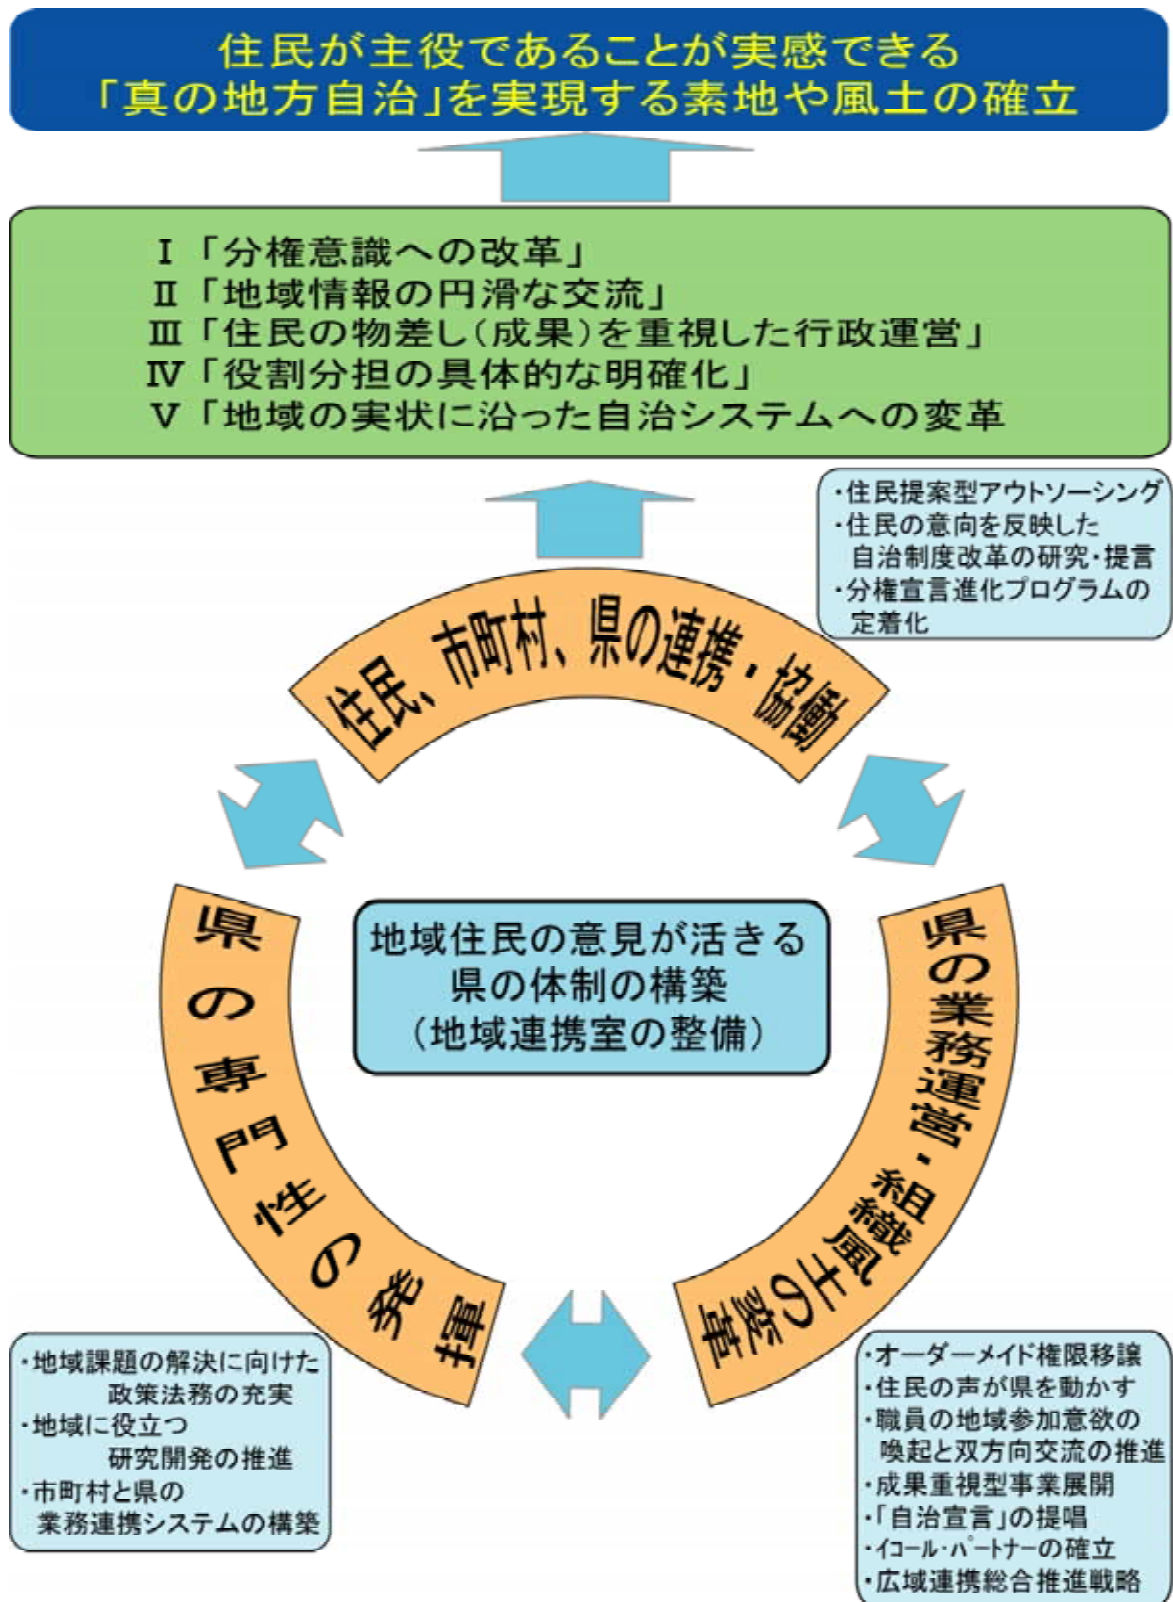 住民が主役であることが実感できる
「真の地方自治」を実現する素地や風土の確立
Ⅰ「分権意識への改革」
Ⅱ「地域情報の円滑な交流」
Ⅲ「住民の物差し(成果)を重視した行政運営」
Ⅳ「役割分担の具体的な明確化」
Ⅴ「地域の実状に沿った自治システムへの変革
・住民提案型アウトソーシング
・住民の意向を反映した
自治制度改革の研究・提言
・分権宣言進化プログラムの
定着化
住民、市町村、県の連携・協働
県の専門性の発揮
地域住民の意見が活きる
県の体制の構築
(地域連携室の整備)
県の業務運営・組織風土の変革
・地域課題の解決に向けた
政策法務の充実
・地域に役立つ
研究開発の推進
・市町村と県の
業務連携システムの構築
・オーダーメイド権限移譲
・住民の声が県を動かす
・職員の地域参加意欲の
喚起と双方向交流の推進
・成果重視型事業展開
・「自治宣言」の提唱
・ｲｺｰﾙ・ﾊﾟｰﾄﾅｰの確立
・広域連携総合推進戦略